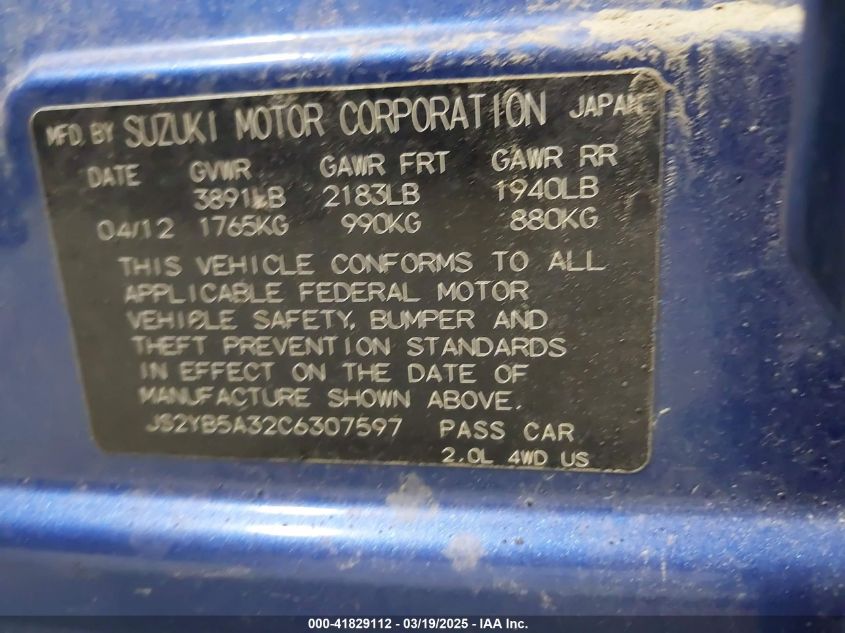 MFD. BY SUZUKI MOTOR CORPORATION JAPAN
DATE GVWR GAWR FRT GAWR RR
3891LB 2183LB 1940LB
04/12 1765KG 990KG 880KG
THIS VEHICLE CONFORMS TO ALL
APPLICABLE FEDERAL MOTOR
VEHICLE SAFETY, BUMPER AND
THEFT PREVENTION STANDARDS
IN EFFECT ON THE DATE OF
MANUFACTURE SHOWN ABOVE.
JS2YB5A32C6307597 PASS CAR
2.0L 4WD US
000-41829112 - 03/19/2025 - IAA Inc.